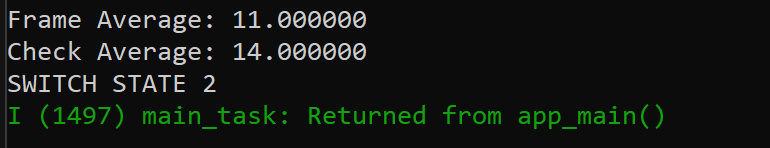 Frame Average: 11.000000
Check Average: 14.000000
SWITCH STATE 2
I (1497) main_task: Returned from app_main()